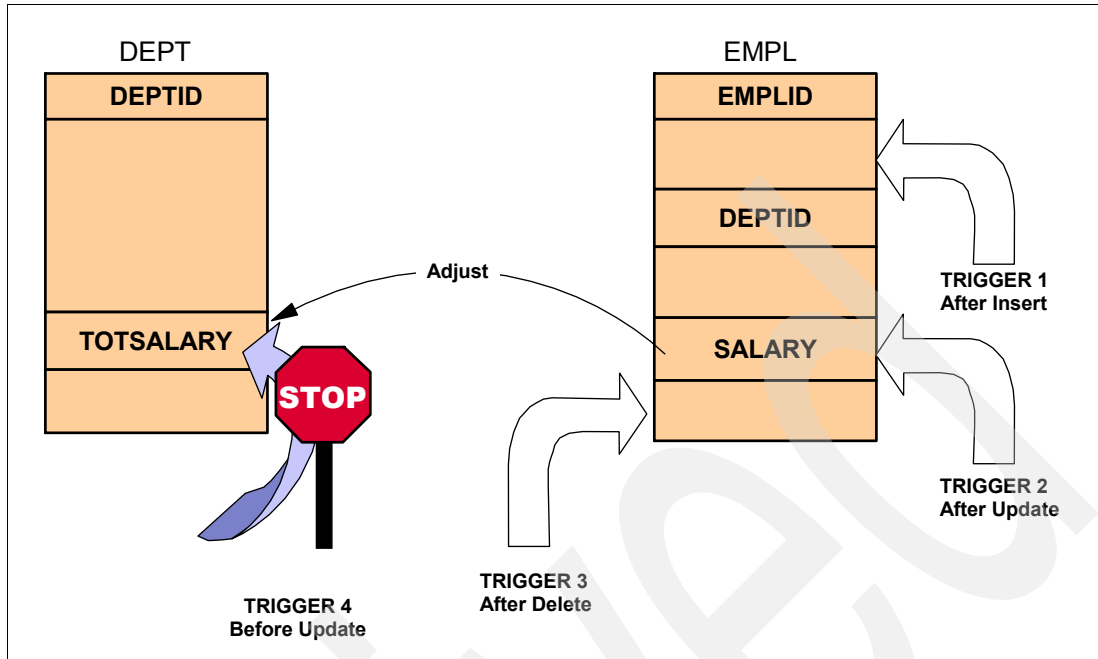 DEPT
DEPTID
TOTSALARY
STOP
TRIGGER 4
Before Update
Adjust
EMPL
EMPLID
DEPTID
SALARY
TRIGGER 1
After Insert
TRIGGER 2
After Update
TRIGGER 3
After Delete